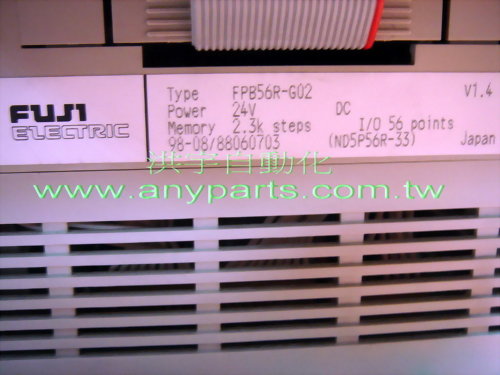 FUJI
ELECTRIC
Type FPB56R-G02 V1.4
Power 24V DC
Memory 2.3k steps I/O 56 points
98-08/88060703 (ND5P56R-33) Japan
洪宇自動化
www.anyparts.com.tw